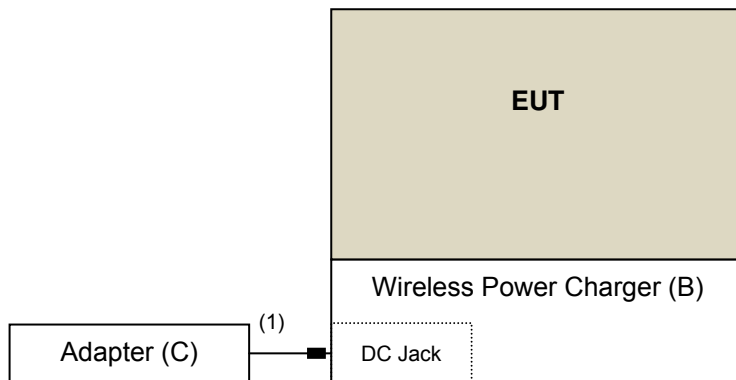 EUT
Wireless Power Charger (B)
(1)
Adapter (C)
DC Jack